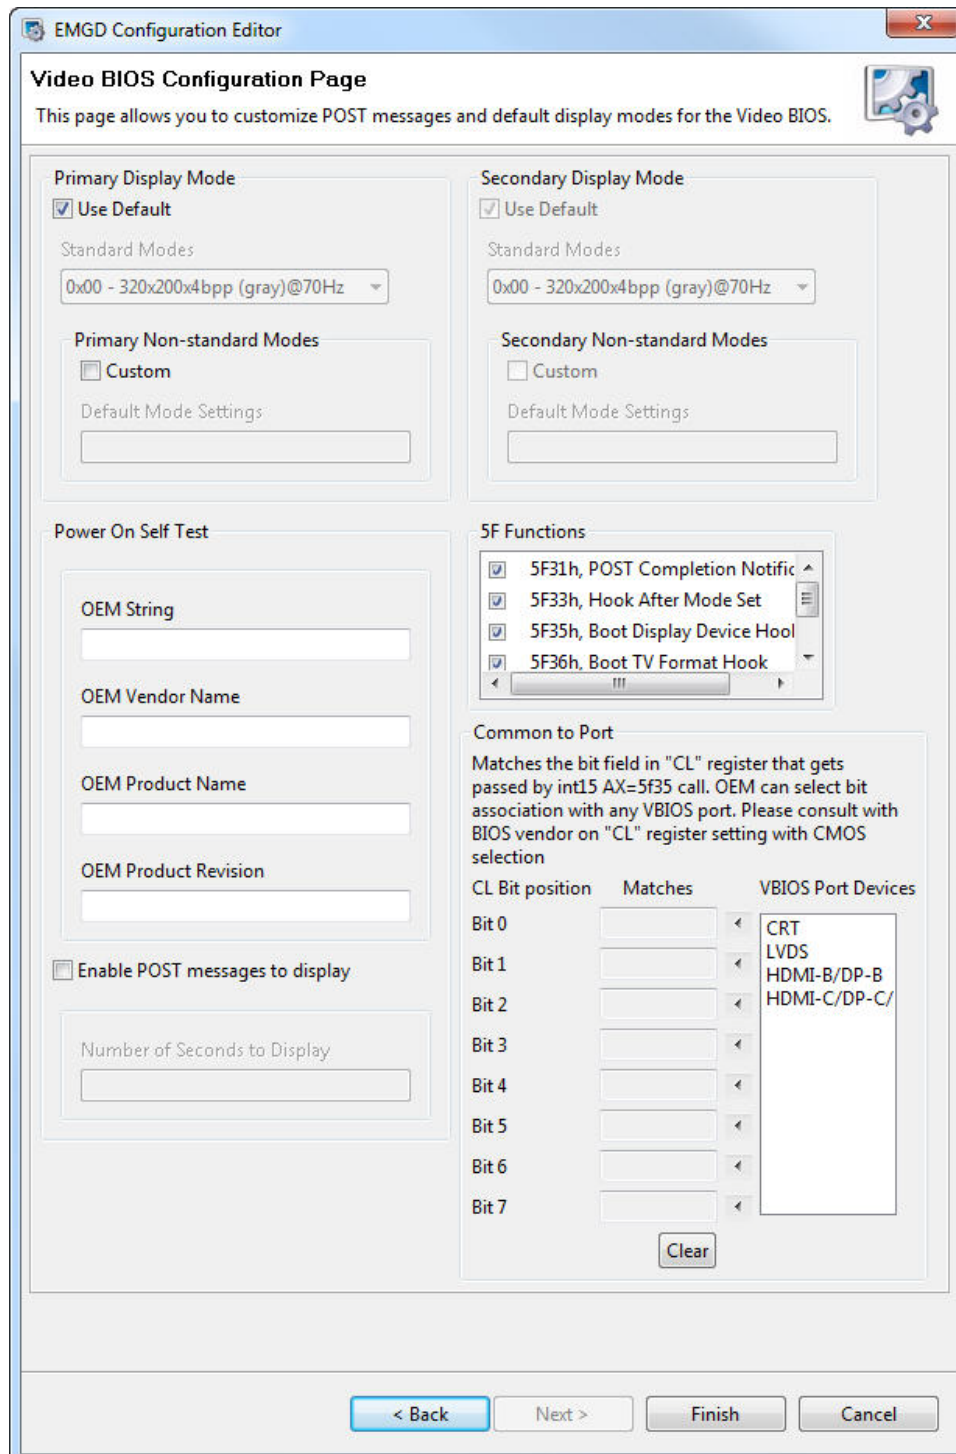 EMGD Configuration Editor
Video BIOS Configuration Page
This page allows you to customize POST messages and default display modes for the Video BIOS.
Primary Display Mode
Use Default
Standard Modes
0x00 - 320x200x4bpp (gray)@70Hz
Primary Non-standard Modes
Custom
Default Mode Settings
Secondary Display Mode
Use Default
Standard Modes
0x00 - 320x200x4bpp (gray)@70Hz
Secondary Non-standard Modes
Custom
Default Mode Settings
Power On Self Test
OEM String
OEM Vendor Name
OEM Product Name
OEM Product Revision
Enable POST messages to display
Number of Seconds to Display
5F Functions
5F31h, POST Completion Notific
5F33h, Hook After Mode Set
5F35h, Boot Display Device Hool
5F36h, Boot TV Format Hook
Common to Port
Matches the bit field in "CL" register that gets
passed by int15 AX=5f35 call. OEM can select bit
association with any VBIOS port. Please consult with
BIOS vendor on "CL" register setting with CMOS
selection
CL Bit position Matches VBIOS Port Devices
Bit 0
Bit 1
Bit 2
Bit 3
Bit 4
Bit 5
Bit 6
Bit 7
CRT
LVDS
HDMI-B/DP-B
HDMI-C/DP-C/
Clear
< Back Next > Finish Cancel